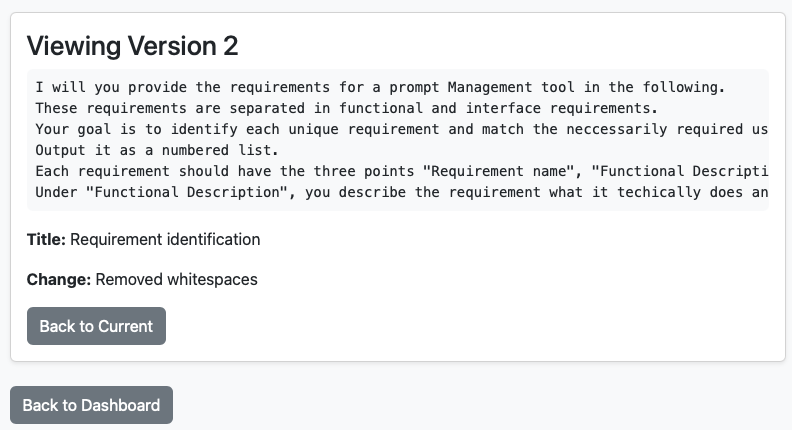 Viewing Version 2
I will you provide the requirements for a prompt Management tool in the following.
These requirements are separated in functional and interface requirements.
Your goal is to identify each unique requirement and match the neccessarily required us
Output it as a numbered list.
Each requirement should have the three points "Requirement name", "Functional Descripti
Under "Functional Description", you describe the requirement what it techically does an
Title: Requirement identification
Change: Removed whitespaces
Back to Current
Back to Dashboard